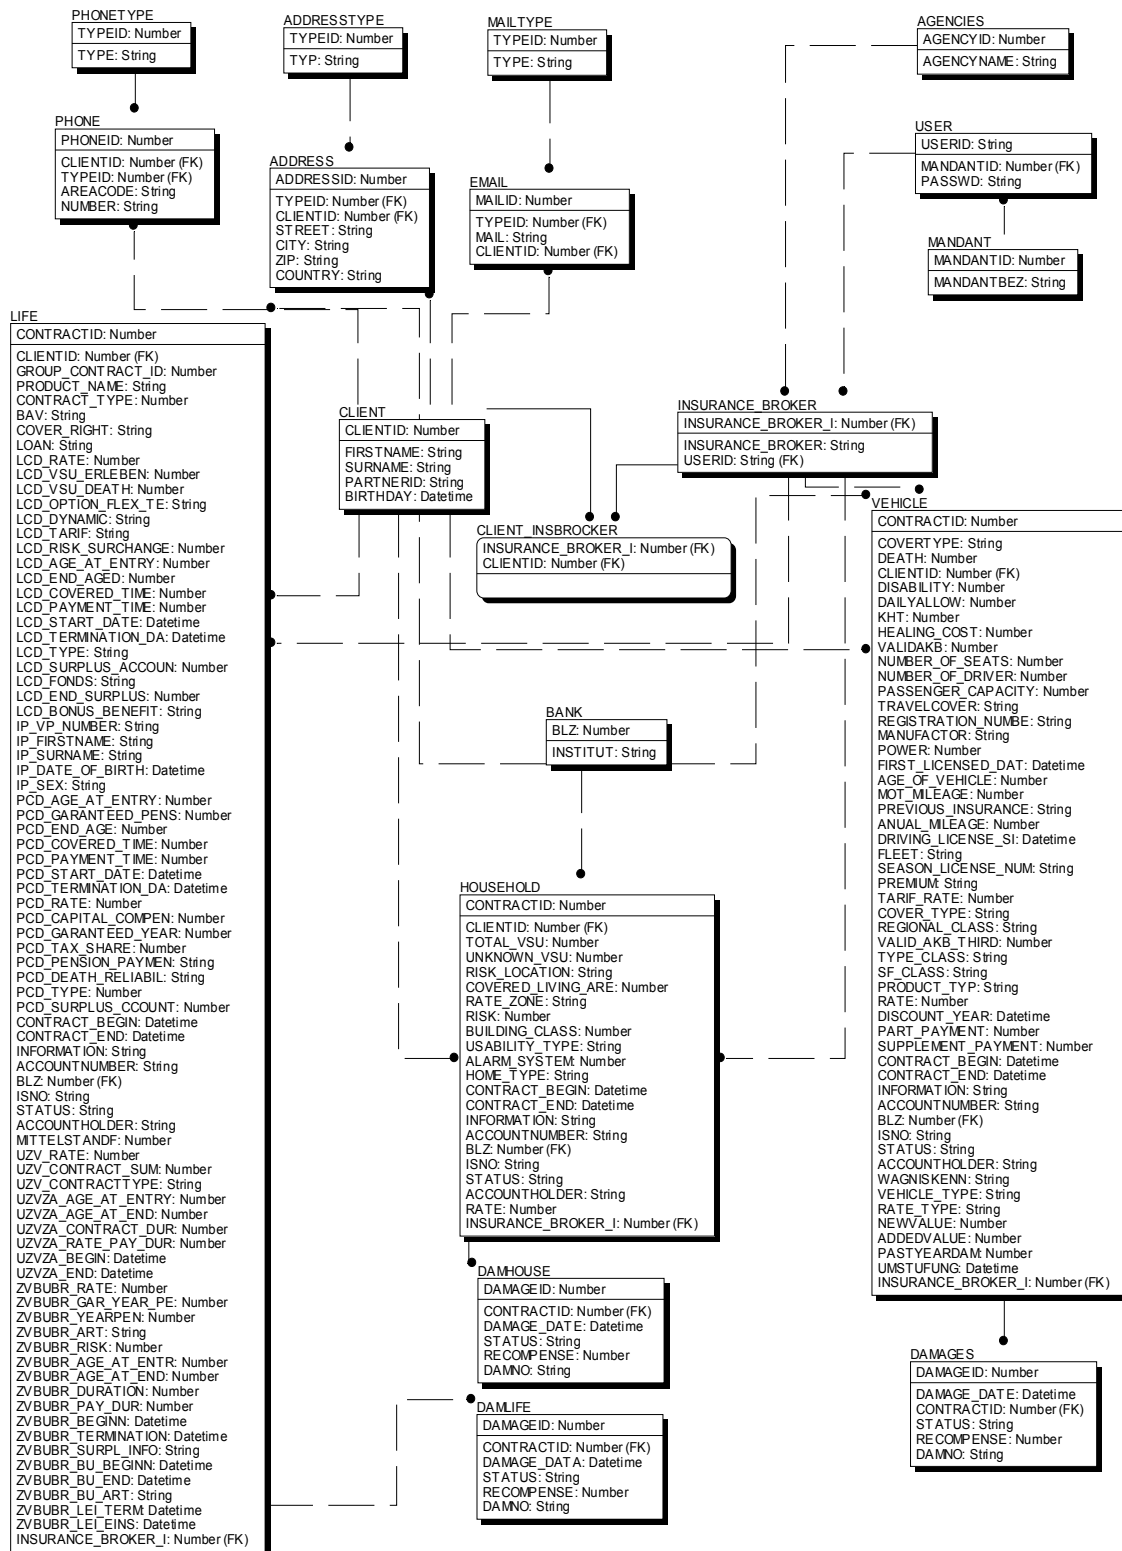 PHONETYPE
TYPEID: Number
TYPE: String
ADDRESSTYPE
TYPEID: Number
TYP: String
MAILTYPE
TYPEID: Number
TYPE: String
AGENCIES
AGENCYID: Number
AGENCYNAME: String
PHONE
PHONEID: Number
CLIENTID: Number (FK)
TYPEID: Number (FK)
AREACODE: String
NUMBER: String
ADDRESS
ADDRESSID: Number
TYPEID: Number (FK)
CLIENTID: Number (FK)
STREET: String
CITY: String
ZIP: String
COUNTRY: String
EMAIL
MAILID: Number
TYPEID: Number (FK)
MAIL: String
CLIENTID: Number (FK)
USER
USERID: String
MANDANTID: Number (FK)
PASSWD: String
MANDANT
MANDANTID: Number
MANDANTBEZ: String
LIFE
CONTRACTID: Number
CLIENTID: Number (FK)
GROUP_CONTRACT_ID: Number
PRODUCT_NAME: String
CONTRACT_TYPE: Number
BAV: String
COVER_RIGHT: String
LOAN: String
LCD_RATE: Number
LCD_VSU_ERLEBEN: Number
LCD_VSU_DEATH: Number
LCD_OPTION_FLEX_TE: String
LCD_DYNAMIC: String
LCD_TARIF: String
LCD_RISK_SURCHANGE: Number
LCD_AGE_AT_ENTRY: Number
LCD_END_AGED: Number
LCD_COVERED_TIME: Number
LCD_PAYMENT_TIME: Number
LCD_START_DATE: Datetime
LCD_TERMINATION_DA: Datetime
LCD_TYPE: String
LCD_SURPLUS_ACCOUN: Number
LCD_FONDS: String
LCD_END_SURPLUS: Number
LCD_BONUS_BENEFIT: String
IP_VP_NUMBER: String
IP_FIRSTNAME: String
IP_SURNAME: String
IP_DATE_OF_BIRTH: Datetime
IP_SEX: String
PCD_AGE_AT_ENTRY: Number
PCD_GARANTEED_PENS: Number
PCD_END_AGE: Number
PCD_COVERED_TIME: Number
PCD_PAYMENT_TIME: Number
PCD_START_DATE: Datetime
PCD_TERMINATION_DA: Datetime
PCD_RATE: Number
PCD_CAPITAL_COMPEN: Number
PCD_GARANTEED_YEAR: Number
PCD_TAX_SHARE: Number
PCD_PENSION_PAYMEN: String
PCD_DEATH_RELIABIL: String
PCD_TYPE: Number
PCD_SURPLUS_CCOUNT: Number
CONTRACT_BEGIN: Datetime
CONTRACT_END: Datetime
INFORMATION: String
ACCOUNTNUMBER: String
BLZ: Number (FK)
ISNO: String
STATUS: String
ACCOUNTHOLDER: String
MITTELSTANDF: Number
UZV_RATE: Number
UZV_CONTRACT_SUM: Number
UZV_CONTRACTTYPE: String
UZVZA_AGE_AT_ENTRY: Number
UZVZA_AGE_AT_END: Number
UZVZA_CONTRACT_DUR: Number
UZVZA_RATE_PAY_DUR: Number
UZVZA_BEGIN: Datetime
UZVZA_END: Datetime
ZVBUBR_RATE: Number
ZVBUBR_GAR_YEAR_PE: Number
ZVBUBR_YEARPEN: Number
ZVBUBR_ART: String
ZVBUBR_RISK: Number
ZVBUBR_AGE_AT_ENTR: Number
ZVBUBR_AGE_AT_END: Number
ZVBUBR_DURATION: Number
ZVBUBR_PAY_DUR: Number
ZVBUBR_BEGINN: Datetime
ZVBUBR_TERMINATION: Datetime
ZVBUBR_SURPL_INFO: String
ZVBUBR_BU_BEGINN: Datetime
ZVBUBR_BU_END: Datetime
ZVBUBR_BU_ART: String
ZVBUBR_LEI_TERM: Datetime
ZVBUBR_LEI_EINS: Datetime
INSURANCE_BROKER_I: Number (FK)
CLIENT
CLIENTID: Number
FIRSTNAME: String
SURNAME: String
PARTNERID: String
BIRTHDAY: Datetime
INSURANCE_BROKER
INSURANCE_BROKER_I: Number (FK)
INSURANCE_BROKER: String
USERID: String (FK)
CLIENT_INSBROCKER
INSURANCE_BROKER_I: Number (FK)
CLIENTID: Number (FK)
VEHICLE
CONTRACTID: Number
COVERTYPE: String
DEATH: Number
CLIENTID: Number (FK)
DISABILITY: Number
DAILYALLOW: Number
KHT: Number
HEALING_COST: Number
VALIDAKB: Number
NUMBER_OF_SEATS: Number
NUMBER_OF_DRIVER: Number
PASSENGER_CAPACITY: Number
TRAVELCOVER: String
REGISTRATION_NUMBE: String
MANUFACTOR: String
POWER: Number
FIRST_LICENSED_DAT: Datetime
AGE_OF_VEHICLE: Number
MOT_MILEAGE: Number
PREVIOUS_INSURANCE: String
ANUAL_MILEAGE: Number
DRIVING_LICENSE_SI: Datetime
FLEET: String
SEASON_LICENSE_NUM: String
PREMIUM: String
TARIF_RATE: Number
COVER_TYPE: String
REGIONAL_CLASS: String
VALID_AKB_THIRD: Number
TYPE_CLASS: String
SF_CLASS: String
PRODUCT_TYP: String
RATE: Number
DISCOUNT_YEAR: Datetime
PART_PAYMENT: Number
SUPPLEMENT_PAYMENT: Number
CONTRACT_BEGIN: Datetime
CONTRACT_END: Datetime
INFORMATION: String
ACCOUNTNUMBER: String
BLZ: Number (FK)
ISNO: String
STATUS: String
ACCOUNTHOLDER: String
WAGNISKENN: String
VEHICLE_TYPE: String
RATE_TYPE: String
NEWVALUE: Number
ADDEDVALUE: Number
PASTYEARDAM: Number
UMSTUFUNG: Datetime
INSURANCE_BROKER_I: Number (FK)
BANK
BLZ: Number
INSTITUT: String
HOUSEHOLD
CONTRACTID: Number
CLIENTID: Number (FK)
TOTAL_VSU: Number
UNKNOWN_VSU: Number
RISK_LOCATION: String
COVERED_LIVING_ARE: Number
RATE_ZONE: String
RISK: Number
BUILDING_CLASS: Number
USABILITY_TYPE: String
ALARM_SYSTEM: Number
HOME_TYPE: String
CONTRACT_BEGIN: Datetime
CONTRACT_END: Datetime
INFORMATION: String
ACCOUNTNUMBER: String
BLZ: Number (FK)
ISNO: String
STATUS: String
ACCOUNTHOLDER: String
RATE: Number
INSURANCE_BROKER_I: Number (FK)
DAMHOUSE
DAMAGEID: Number
CONTRACTID: Number (FK)
DAMAGE_DATE: Datetime
STATUS: String
RECOMPENSE: Number
DAMNO: String
DAMLIFE
DAMAGEID: Number
CONTRACTID: Number (FK)
DAMAGE_DATA: Datetime
STATUS: String
RECOMPENSE: Number
DAMNO: String
DAMAGES
DAMAGEID: Number
DAMAGE_DATE: Datetime
CONTRACTID: Number (FK)
STATUS: String
RECOMPENSE: Number
DAMNO: String